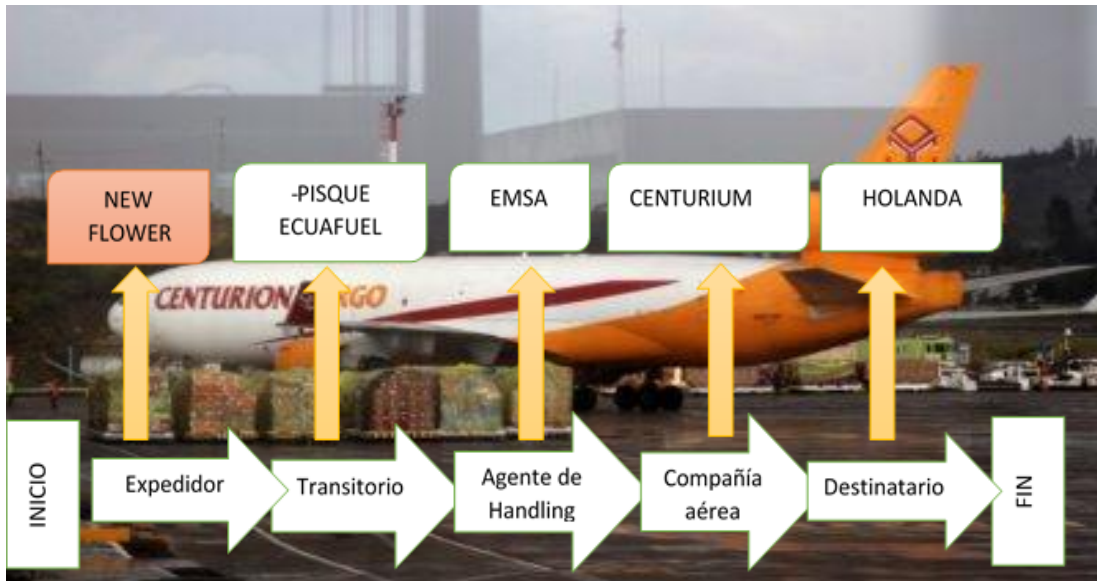 NEW
FLOWER
-PISQUE
ECUAFUEL
EMSA
CENTURIUM
HOLANDA
CENTURION CARGO
INICIO
Expedidor
Transitorio
Agente de
Handling
Compañía
aérea
Destinatario
FIN